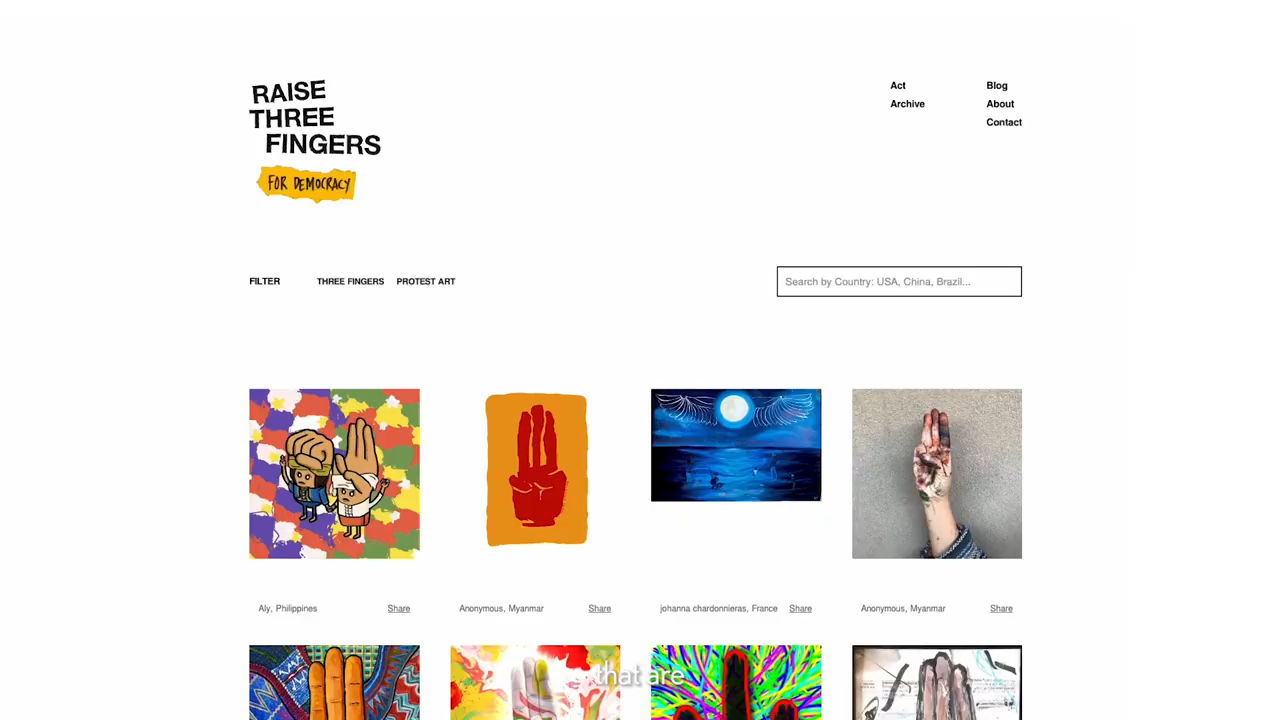 RAISE
THREE
FINGERS
FOR DEMOCRACY
Act
Archive
Blog
About
Contact
FILTER
THREE FINGERS
PROTEST ART
Search by Country: USA, China, Brazil...
Aly, Philippines
Share
Anonymous, Myanmar
Share
johanna chardonnieras, France
Share
Anonymous, Myanmar
Share
that are